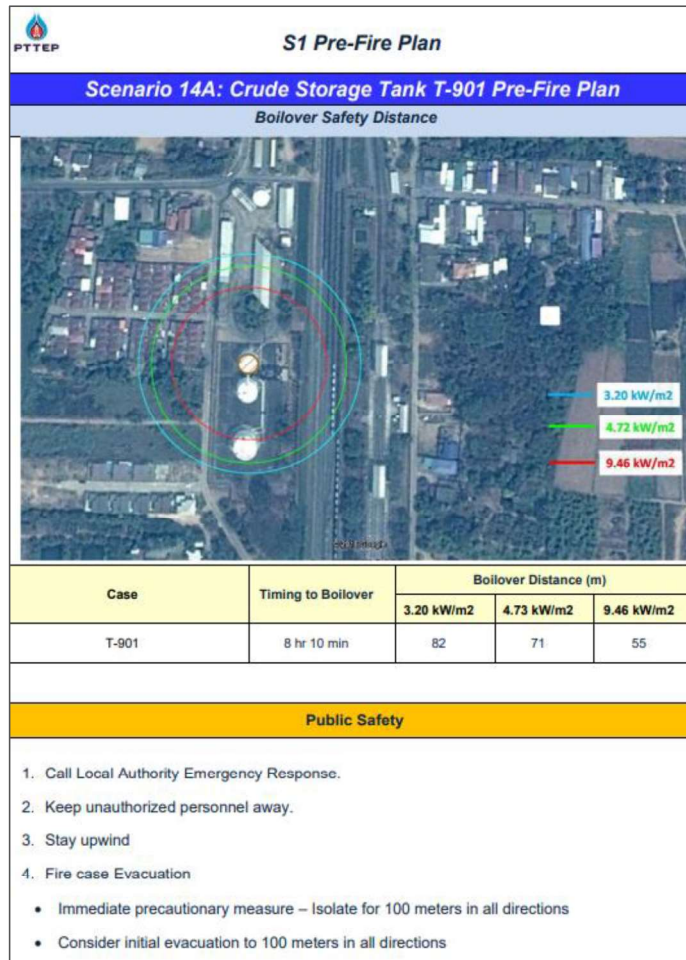 PTTEP
S1 Pre-Fire Plan
Scenario 14A: Crude Storage Tank T-901 Pre-Fire Plan
Boilover Safety Distance
3.20 kW/m2
4.72 kW/m2
9.46 kW/m2
Case
Timing to Boilover
Boilover Distance (m)
3.20 kW/m2 4.73 kW/m2 9.46 kW/m2
T-901 8 hr 10 min 82 71 55
Public Safety
1. Call Local Authority Emergency Response.
2. Keep unauthorized personnel away.
3. Stay upwind
4. Fire case Evacuation
• Immediate precautionary measure – Isolate for 100 meters in all directions
• Consider initial evacuation to 100 meters in all directions